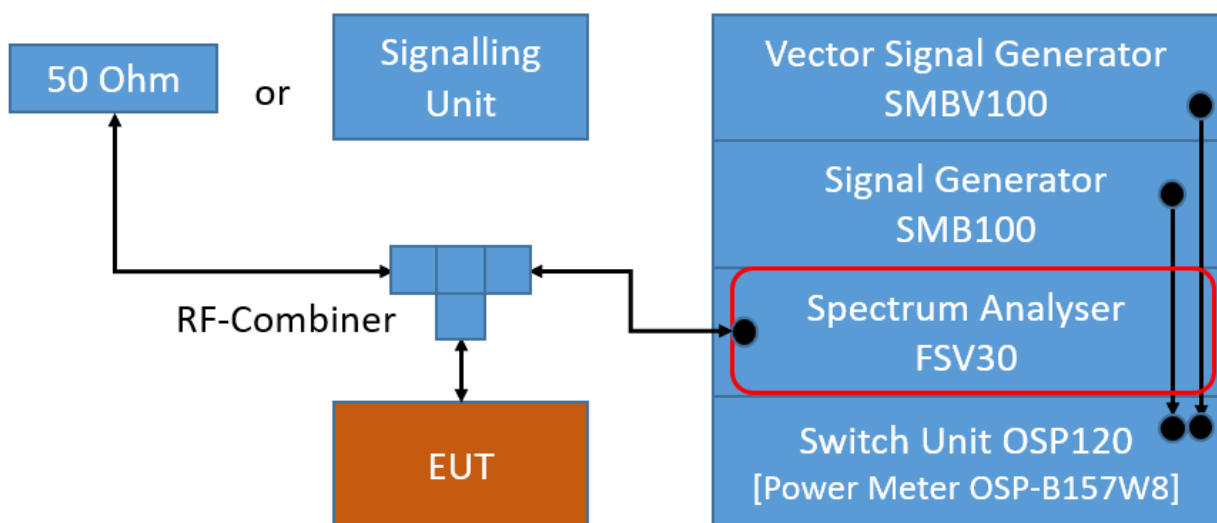 50 Ohm
or
Signalling
Unit
Vector Signal Generator
SMBV100
Signal Generator
SMB100
RF-Combiner
Spectrum Analyser
FSV30
EUT
Switch Unit OSP120
[Power Meter OSP-B157W8]